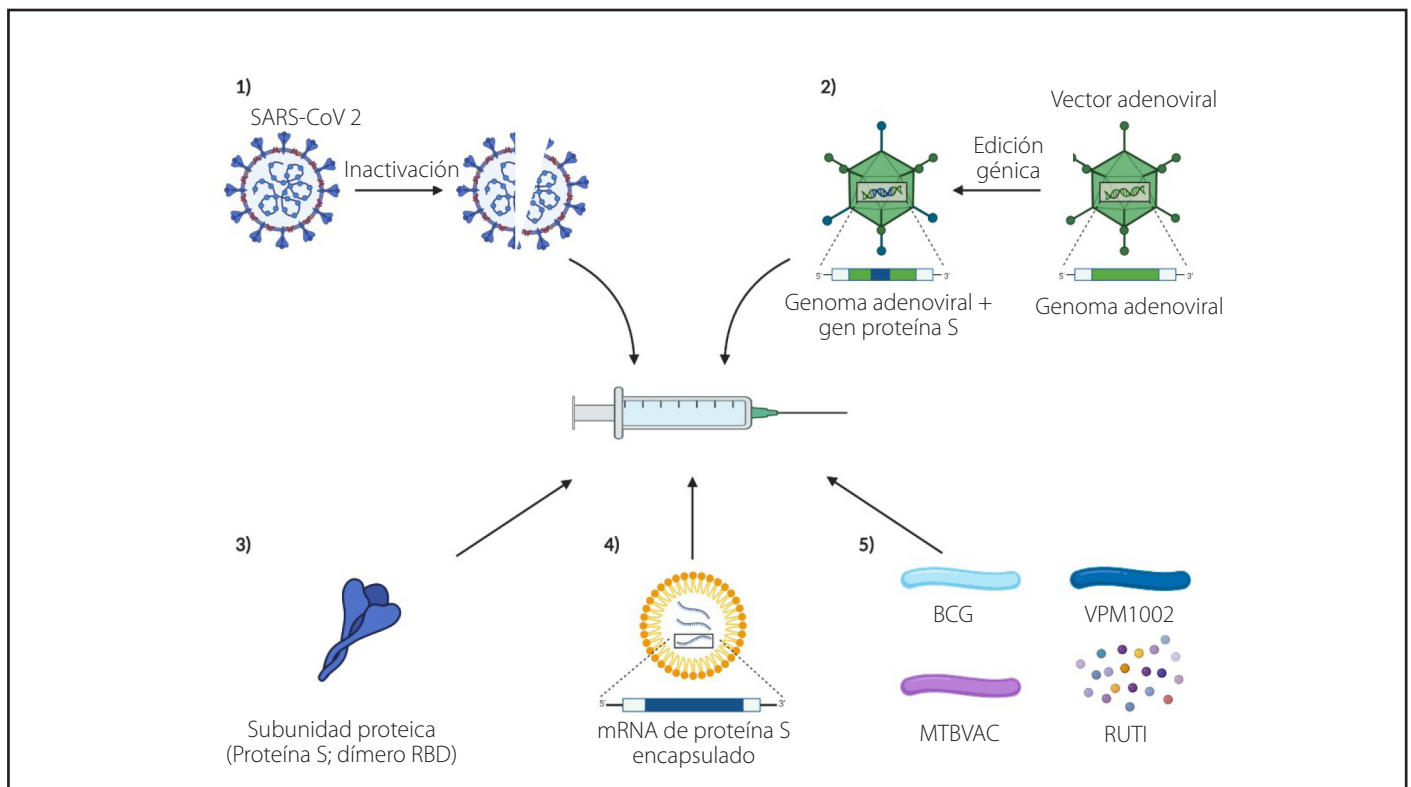 1)
SARS-CoV 2
Inactivación
2)
Vector adenoviral
Edición
génica
5'
3'
5'
3'
Genoma adenoviral +
gen proteína S
Genoma adenoviral
3)
Subunidad proteica
(Proteína S; dímero RBD)
4)
5'
3'
mRNA de proteína S
encapsulado
5)
BCG
VPM1002
MTBVAC
RUTI